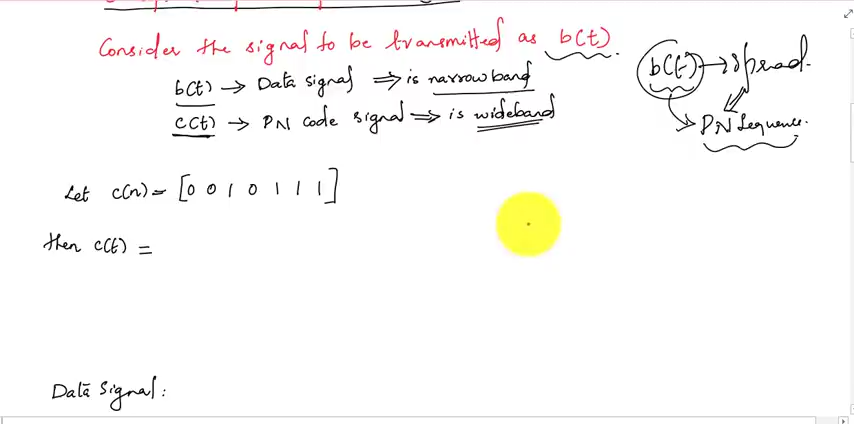 Consider the signal to be transmitted as b(t).
b(t) → Data signal ⇒ is narrowband
c(t) → PN code signal ⇒ is wideband
b(t) → spread.
PN sequence.
Let c(n) = [0 0 1 0 1 1 1]
then c(t) =
Data signal: